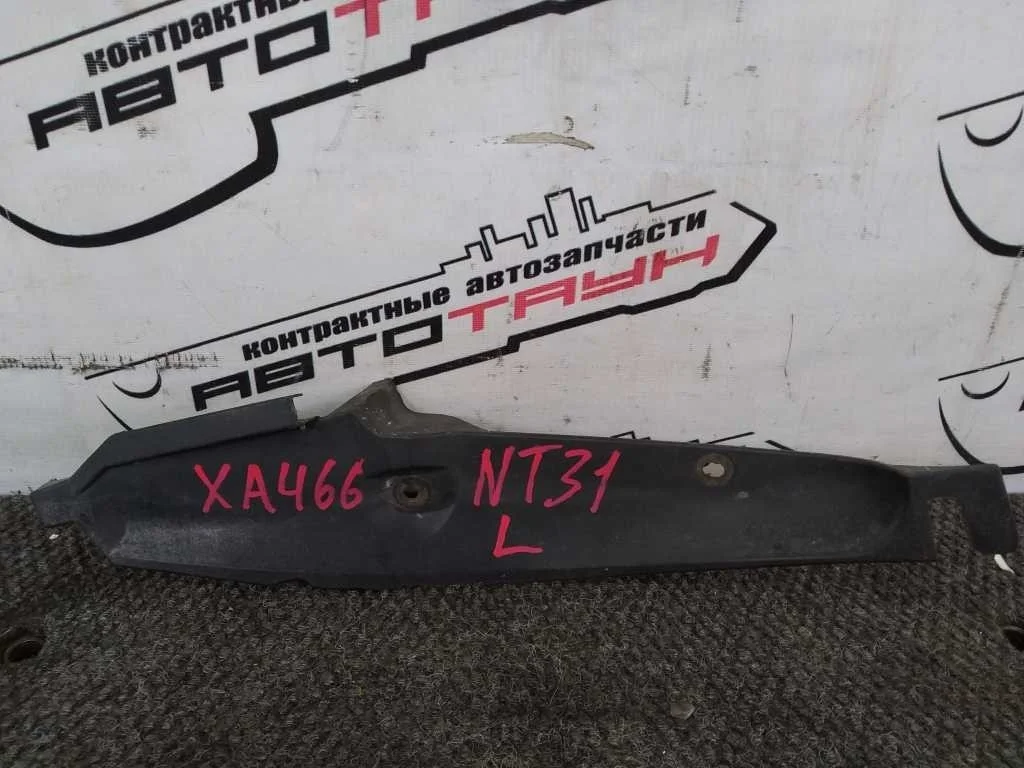 контрактные
АВТОТ
контрактные автозапчасти
АВТОТАУН
XA466
NT31
L